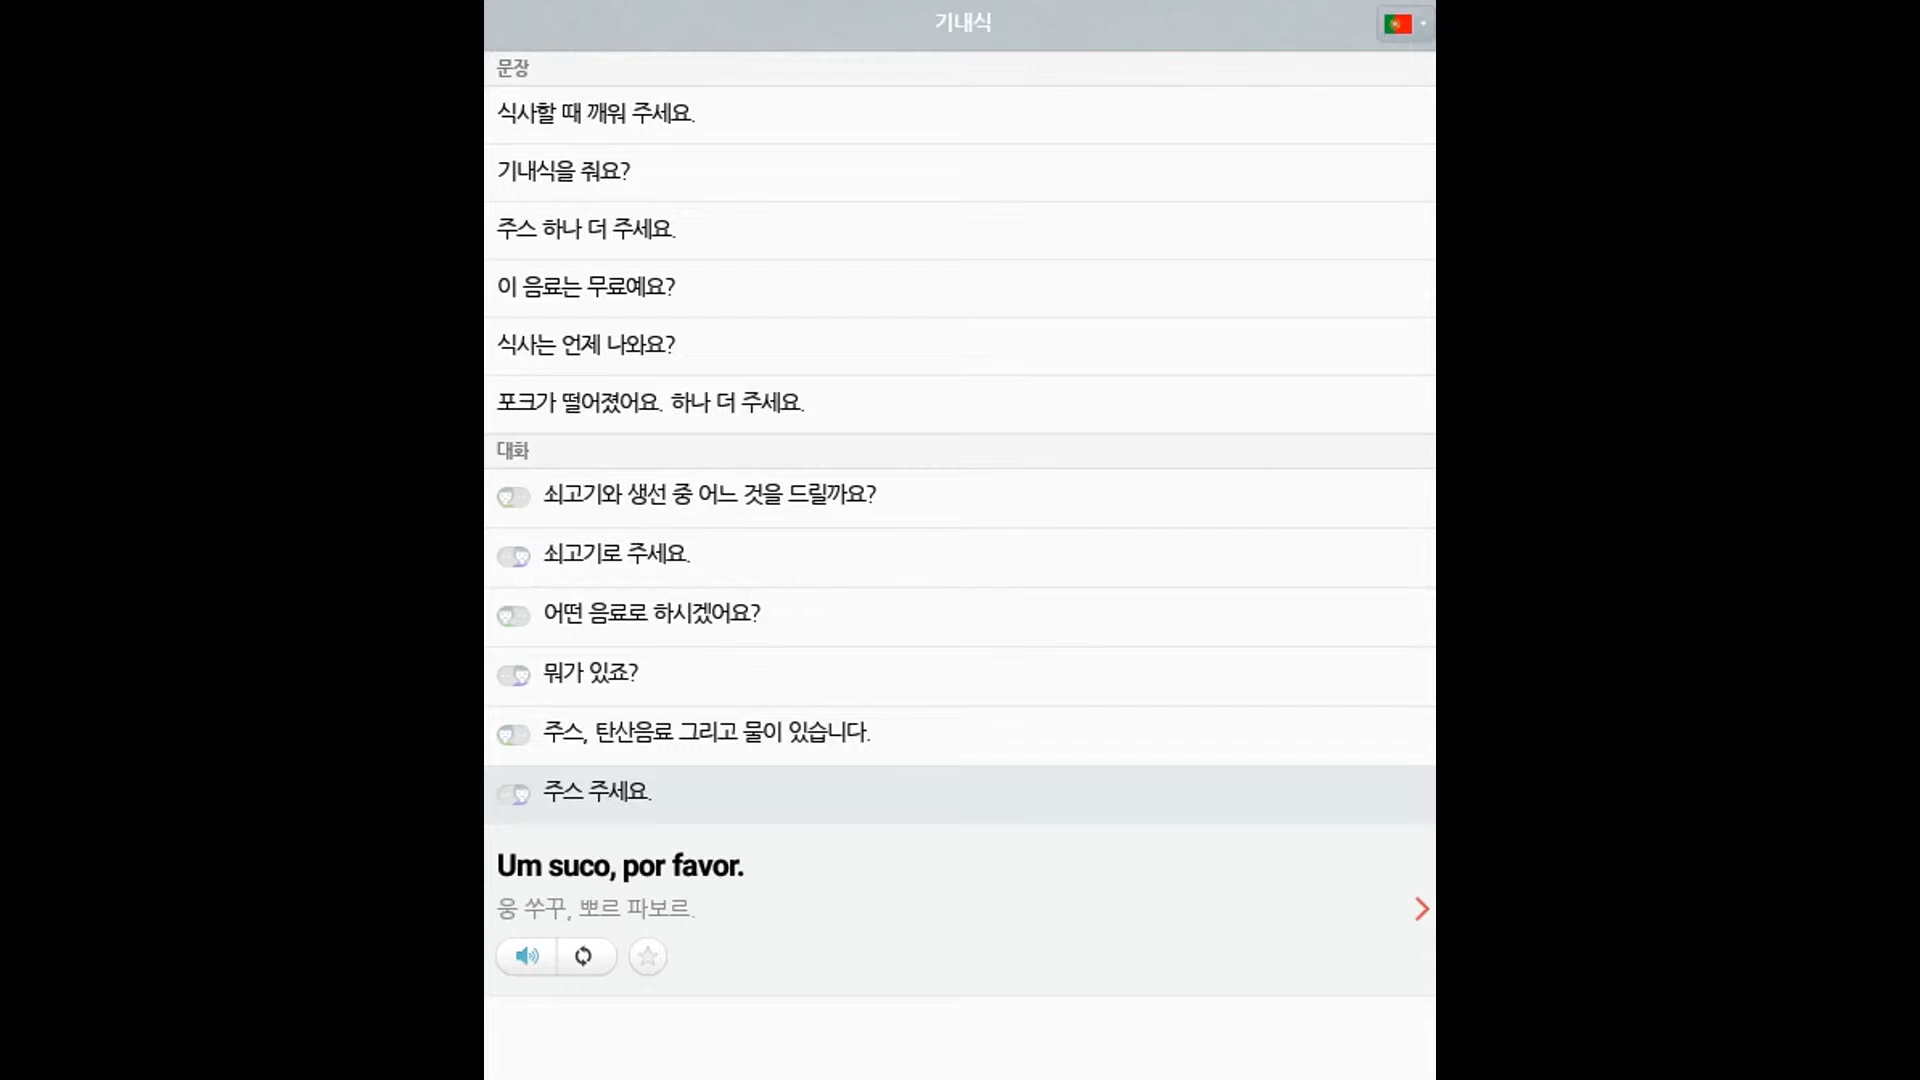 기내식
문장
식사할 때 깨워 주세요.
기내식을 줘요?
주스 하나 더 주세요.
이 음료는 무료예요?
식사는 언제 나와요?
포크가 떨어졌어요. 하나 더 주세요.
대화
쇠고기와 생선 중 어느 것을 드릴까요?
쇠고기로 주세요.
어떤 음료로 하시겠어요?
뭐가 있죠?
주스, 탄산음료 그리고 물이 있습니다.
주스 주세요.
Um suco, por favor.
웅 쑤꾸, 뽀르 파보르.